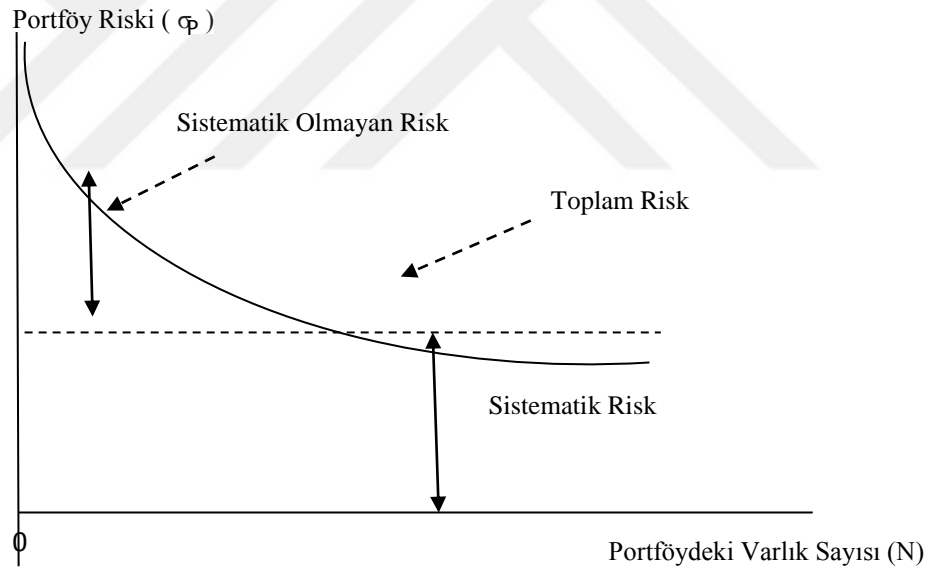 Portföy Riski ( σp )
Sistematik Olmayan Risk
Toplam Risk
Sistematik Risk
0
Portföydeki Varlık Sayısı (N)